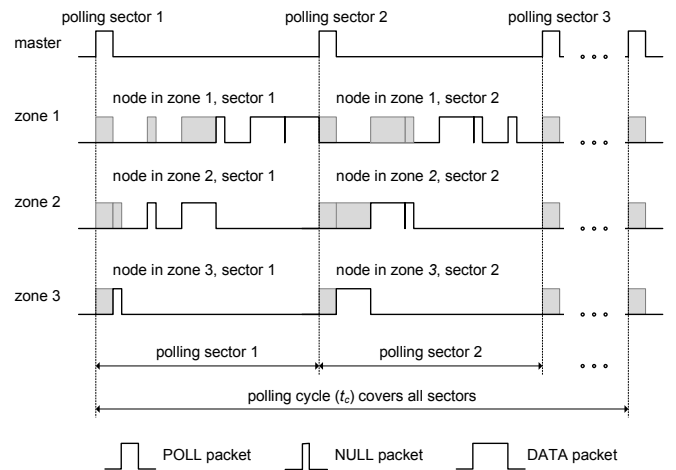 polling sector 1 polling sector 2 polling sector 3
master
node in zone 1, sector 1 node in zone 1, sector 2
zone 1
node in zone 2, sector 1 node in zone 2, sector 2
zone 2
node in zone 3, sector 1 node in zone 3, sector 2
zone 3
polling sector 1 polling sector 2
polling cycle (tc) covers all sectors
POLL packet NULL packet DATA packet